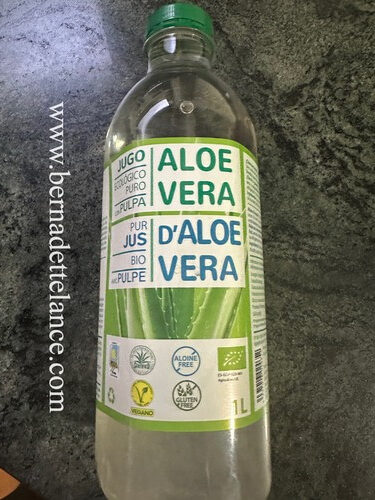 www.bernadettelance.com
JUGO
ECOLÓGICO
PURO
CON PULPA
ALOE
VERA
PUR
JUS
BIO
AVEC PULPE
D'ALOE
VERA
ALOINE
FREE
VEGANO
GLUTEN
FREE
1 L